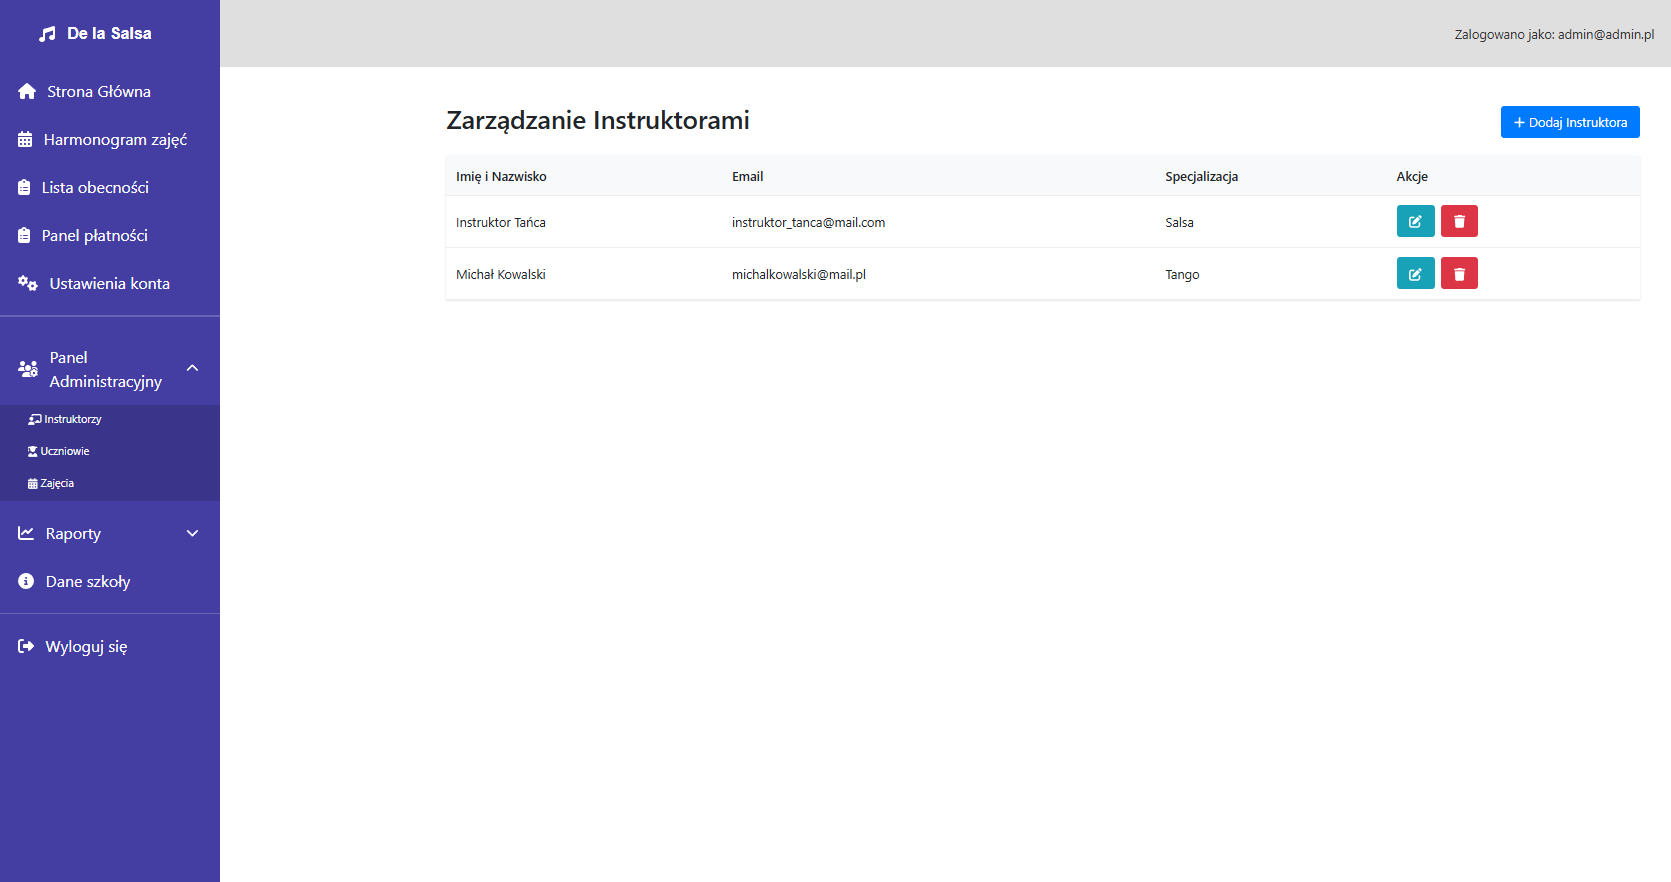 De la Salsa
Zalogowano jako: admin@admin.pl
Strona Główna
Harmonogram zajęć
Lista obecności
Panel płatności
Ustawienia konta
Panel
Administracyjny
Instruktorzy
Uczniowie
Zajęcia
Raporty
Dane szkoły
Wyloguj się
Zarządzanie Instruktorami
+ Dodaj Instruktora
Imię i Nazwisko Email Specjalizacja Akcje
Instruktor Tańca instruktor_tanca@mail.com Salsa
Michał Kowalski michalkowalski@mail.pl Tango